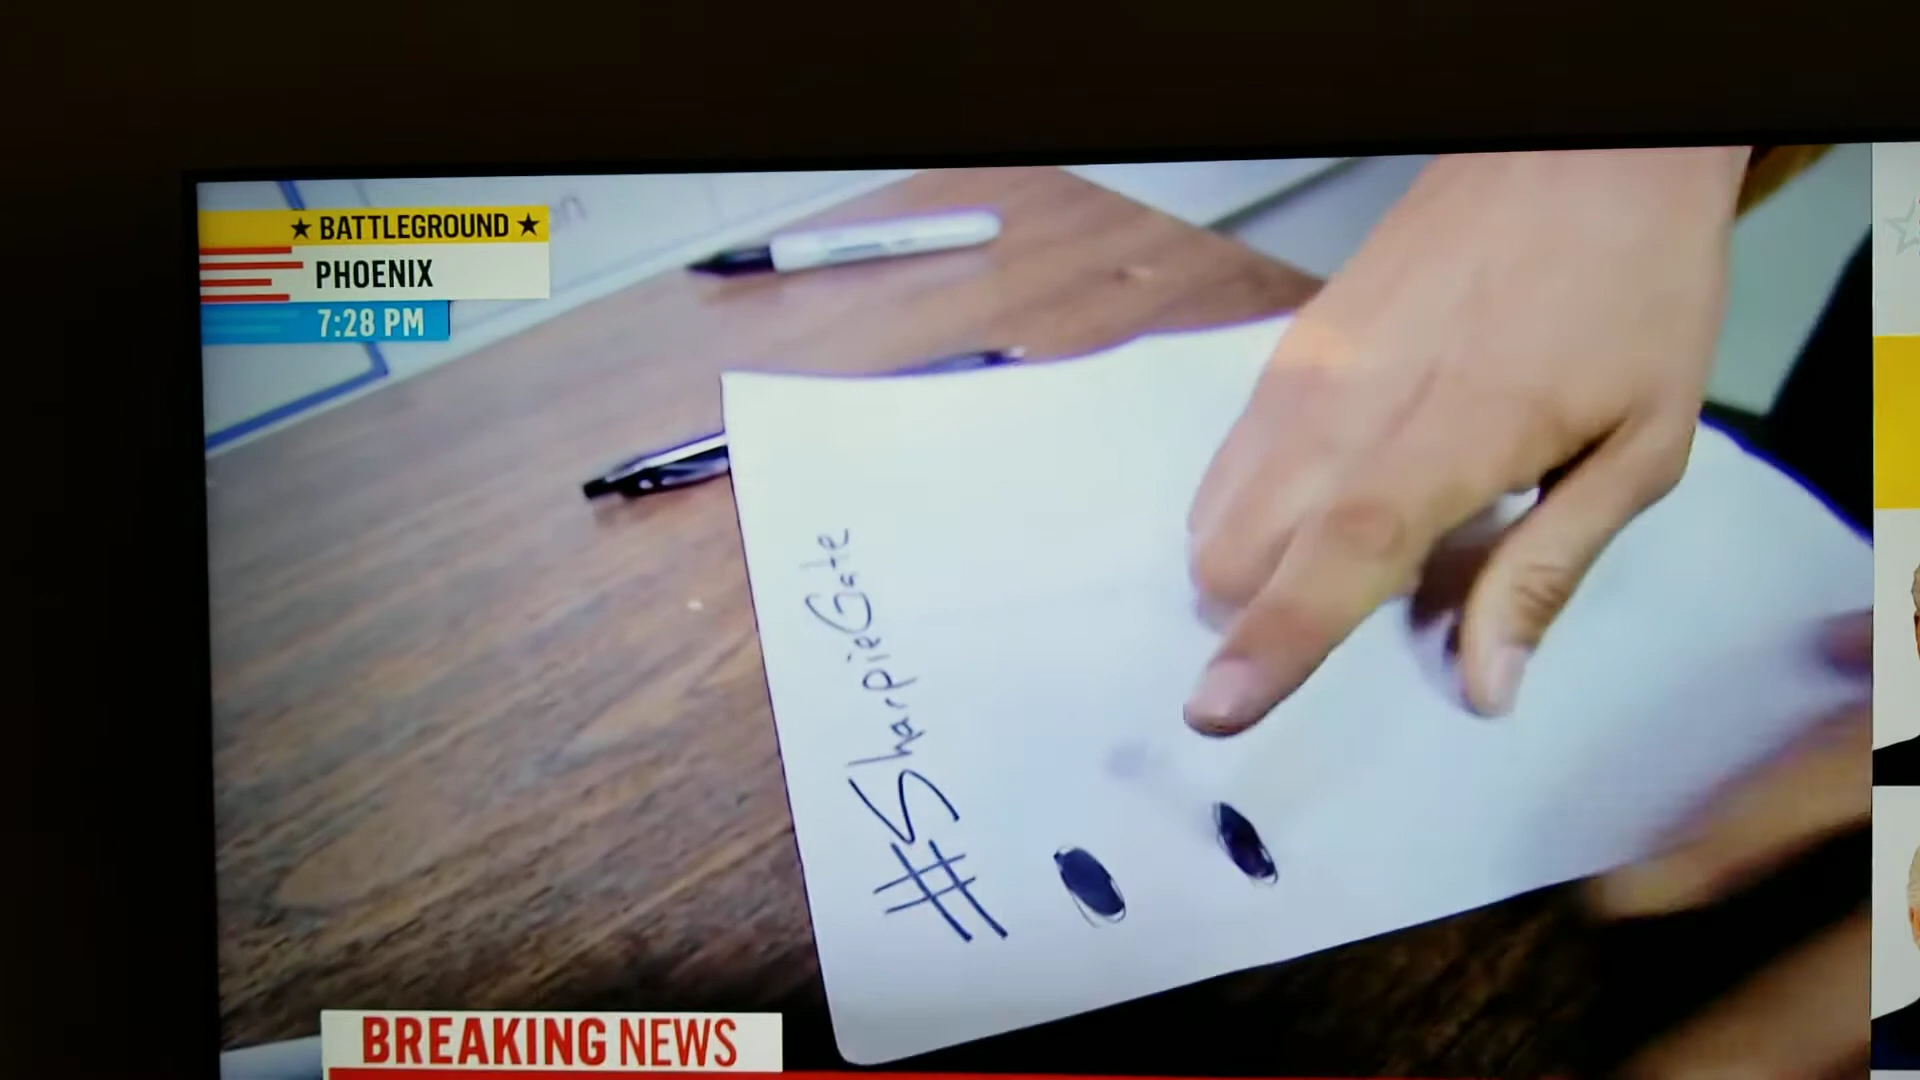 ★ BATTLEGROUND ★
PHOENIX
7:28 PM
#SharpieGate
BREAKING NEWS